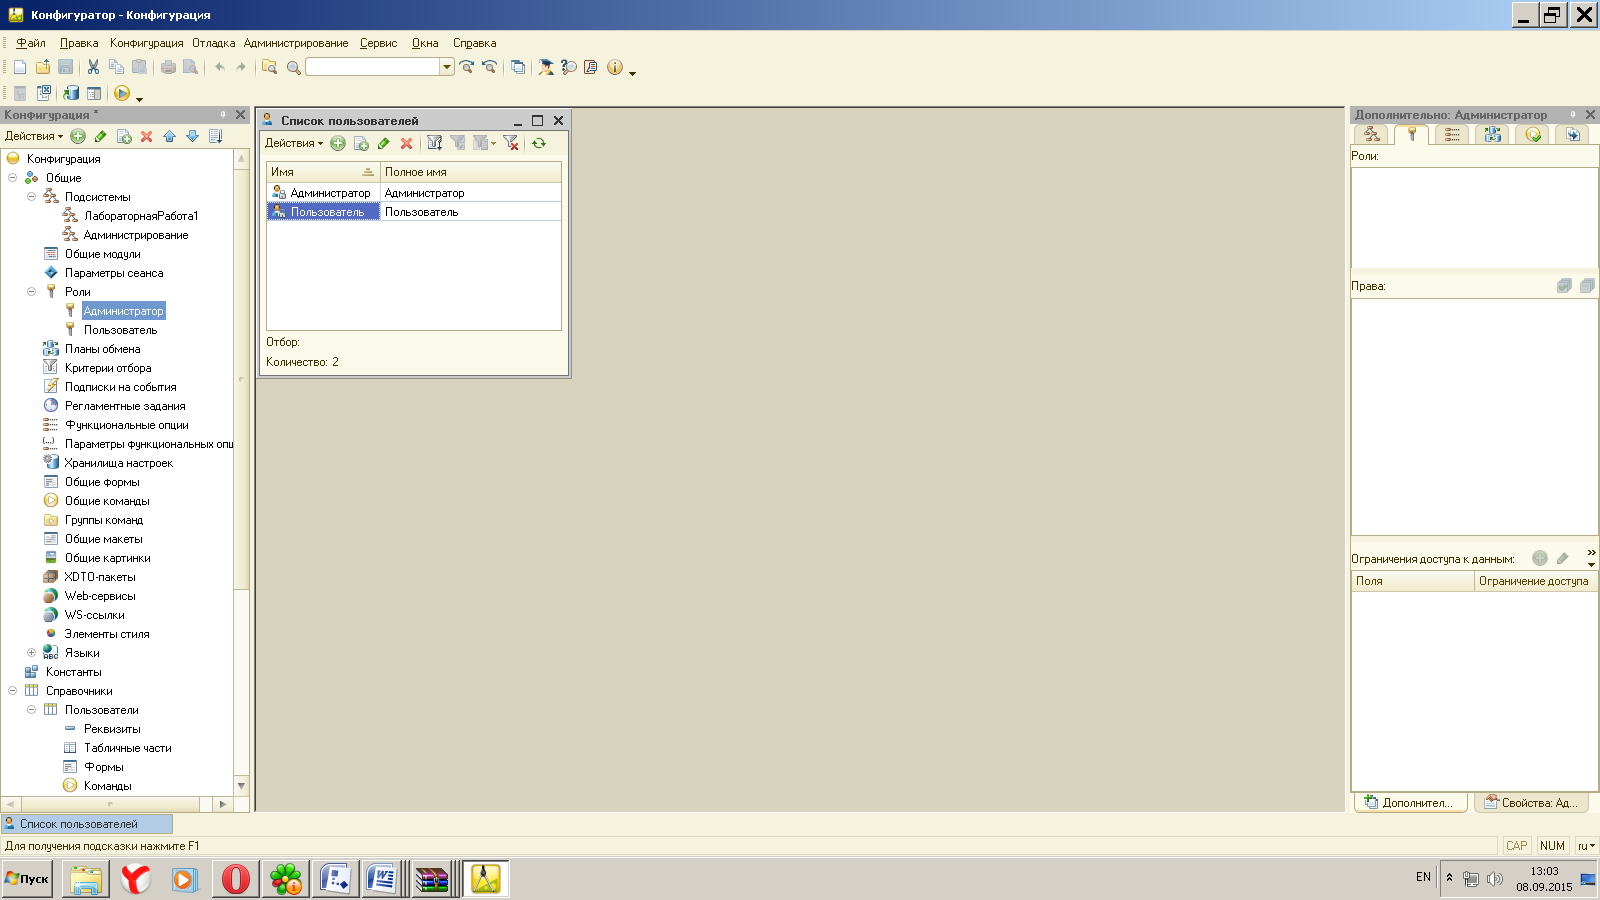 Конфигуратор - Конфигурация
Файл Правка Конфигурация Отладка Администрирование Сервис Окна Справка
Конфигурация *
Действия
Конфигурация
Общие
Подсистемы
ЛабораторнаяРабота1
Администрирование
Общие модули
Параметры сеанса
Роли
Администратор
Пользователь
Планы обмена
Критерии отбора
Подписки на события
Регламентные задания
Функциональные опции
Параметры функциональных опц
Хранилища настроек
Общие формы
Общие команды
Группы команд
Общие макеты
Общие картинки
XDTO-пакеты
Web-сервисы
WS-ссылки
Элементы стиля
Языки
Константы
Справочники
Пользователи
Реквизиты
Табличные части
Формы
Команды
Список пользователей
Действия
Имя Полное имя
Администратор Администратор
Пользователь Пользователь
Отбор:
Количество: 2
Дополнительно: Администратор
Роли:
Права:
Ограничения доступа к данным:
Поля Ограничение доступа
Дополнител... Свойства: Ад...
Список пользователей
Для получения подсказки нажмите F1
CAP NUM ru
Пуск
EN
13:03
08.09.2015